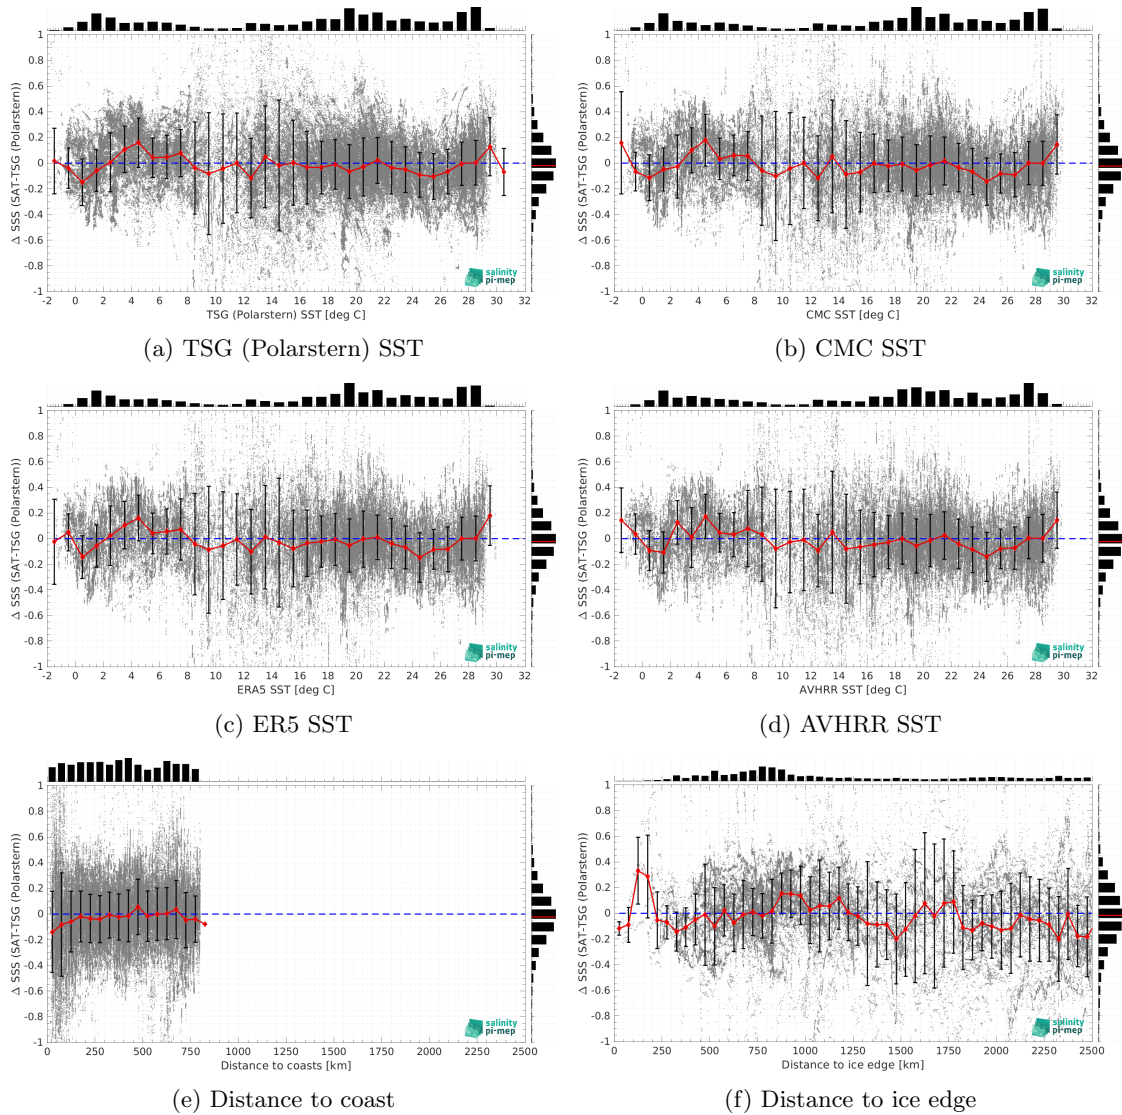 1
0.8
0.6
0.4
0.2
0
-0.2
-0.4
-0.6
-0.8
-1
Δ SSS (SAT-TSG (Polarstern))
salinity
pi-mep
-2 0 2 4 6 8 10 12 14 16 18 20 22 24 26 28 30 32
TSG (Polarstern) SST [deg C]
(a) TSG (Polarstern) SST
1
0.8
0.6
0.4
0.2
0
-0.2
-0.4
-0.6
-0.8
-1
Δ SSS (SAT-TSG (Polarstern))
salinity
pi-mep
-2 0 2 4 6 8 10 12 14 16 18 20 22 24 26 28 30 32
CMC SST [deg C]
(b) CMC SST
1
0.8
0.6
0.4
0.2
0
-0.2
-0.4
-0.6
-0.8
-1
Δ SSS (SAT-TSG (Polarstern))
salinity
pi-mep
-2 0 2 4 6 8 10 12 14 16 18 20 22 24 26 28 30 32
ERA5 SST [deg C]
(c) ER5 SST
1
0.8
0.6
0.4
0.2
0
-0.2
-0.4
-0.6
-0.8
-1
Δ SSS (SAT-TSG (Polarstern))
salinity
pi-mep
-2 0 2 4 6 8 10 12 14 16 18 20 22 24 26 28 30 32
AVHRR SST [deg C]
(d) AVHRR SST
1
0.8
0.6
0.4
0.2
0
-0.2
-0.4
-0.6
-0.8
-1
Δ SSS (SAT-TSG (Polarstern))
salinity
pi-mep
0 250 500 750 1000 1250 1500 1750 2000 2250 2500
Distance to coasts [km]
(e) Distance to coast
1
0.8
0.6
0.4
0.2
0
-0.2
-0.4
-0.6
-0.8
-1
Δ SSS (SAT-TSG (Polarstern))
salinity
pi-mep
0 250 500 750 1000 1250 1500 1750 2000 2250 2500
Distance to ice edge [km]
(f) Distance to ice edge